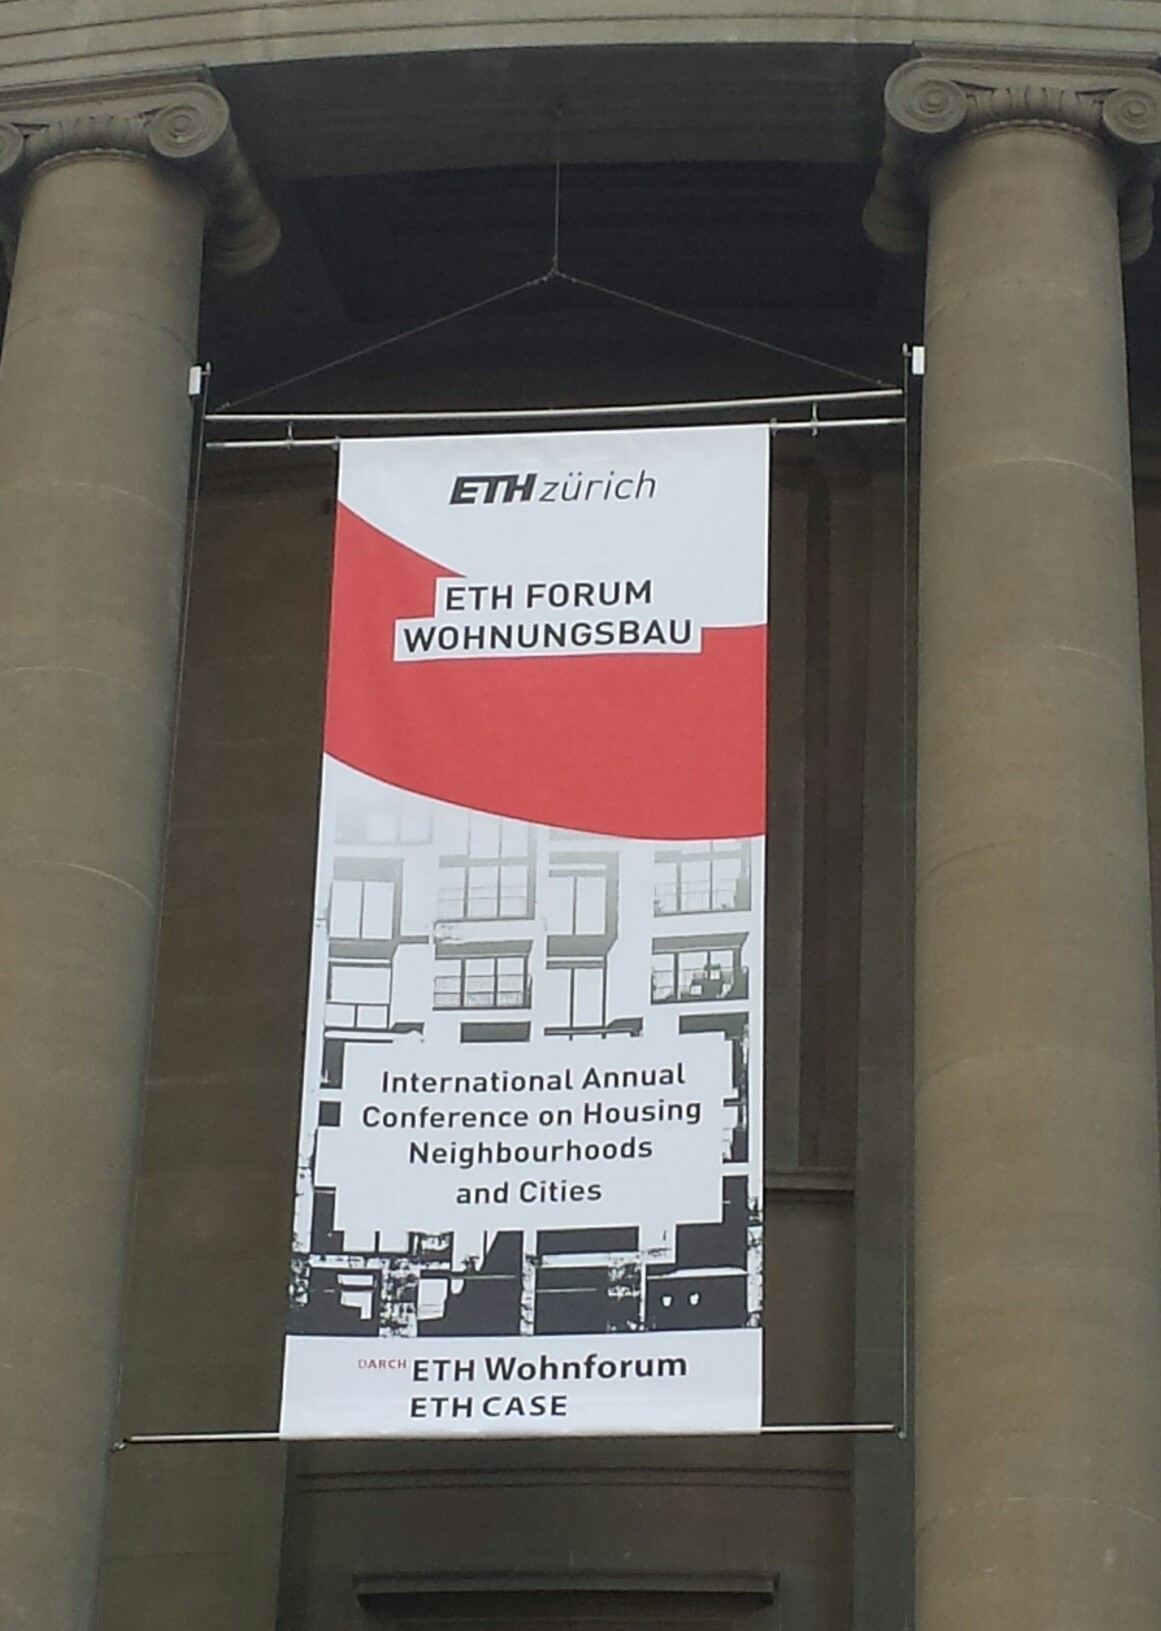 ETH zürich
ETH FORUM
WOHNUNGSBAU
International Annual
Conference on Housing
Neighbourhoods
and Cities
DARCH ETH Wohnforum
ETH CASE